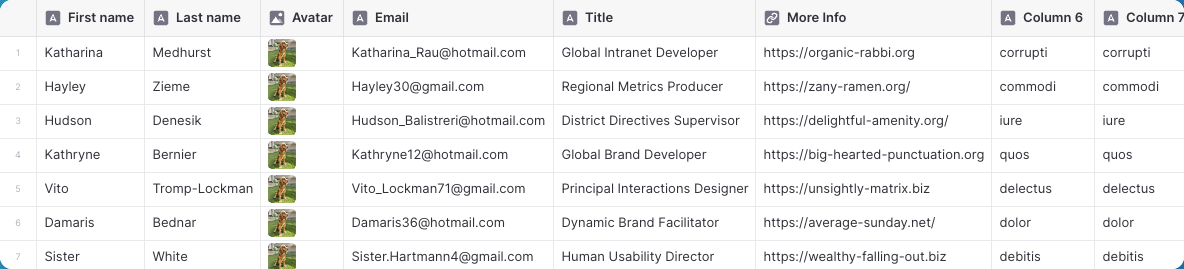 First name Last name Avatar Email Title More Info Column 6 Column 7
1 Katharina Medhurst Katharina_Rau@hotmail.com Global Intranet Developer https://organic-rabbi.org corrupti corrupti
2 Hayley Zieme Hayley30@gmail.com Regional Metrics Producer https://zany-ramen.org/ commodi commodi
3 Hudson Denesik Hudson_Balistreri@hotmail.com District Directives Supervisor https://delightful-amenity.org/ iure iure
4 Kathryne Bernier Kathryne12@hotmail.com Global Brand Developer https://big-hearted-punctuation.org quos quos
5 Vito Tromp-Lockman Vito_Lockman71@gmail.com Principal Interactions Designer https://unsightly-matrix.biz delectus delectus
6 Damaris Bednar Damaris36@hotmail.com Dynamic Brand Facilitator https://average-sunday.net/ dolor dolor
7 Sister White Sister.Hartmann4@gmail.com Human Usability Director https://wealthy-falling-out.biz debitis debitis